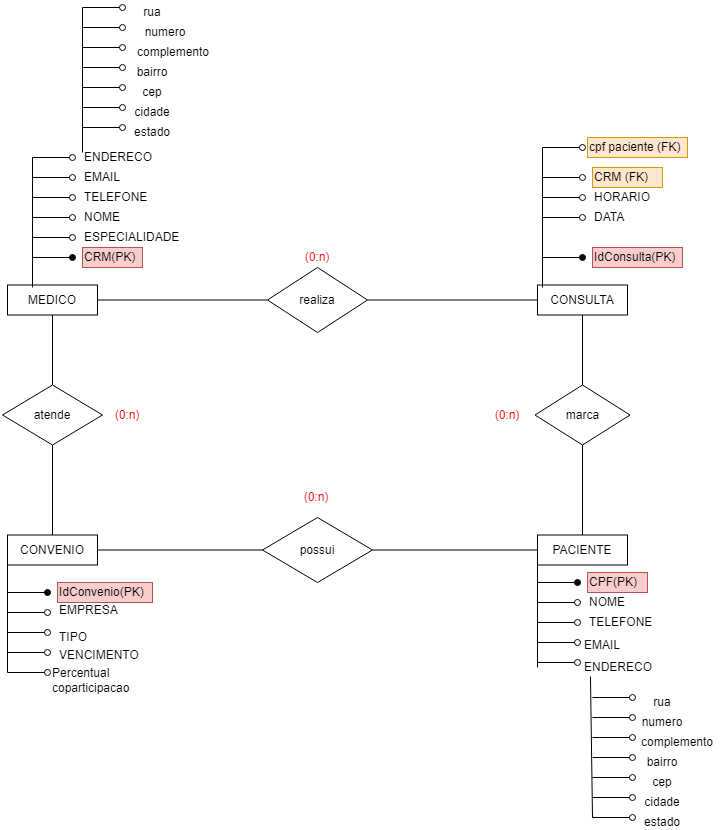 rua
numero
complemento
bairro
cep
cidade
estado
ENDERECO
EMAIL
TELEFONE
NOME
ESPECIALIDADE
CRM(PK)
MEDICO
(0:n)
realiza
cpf paciente (FK)
CRM (FK)
HORARIO
DATA
IdConsulta(PK)
CONSULTA
atende
(0:n)
(0:n)
marca
CONVENIO
(0:n)
possui
PACIENTE
IdConvenio(PK)
EMPRESA
TIPO
VENCIMENTO
Percentual
coparticipacao
CPF(PK)
NOME
TELEFONE
EMAIL
ENDERECO
rua
numero
complemento
bairro
cep
cidade
estado